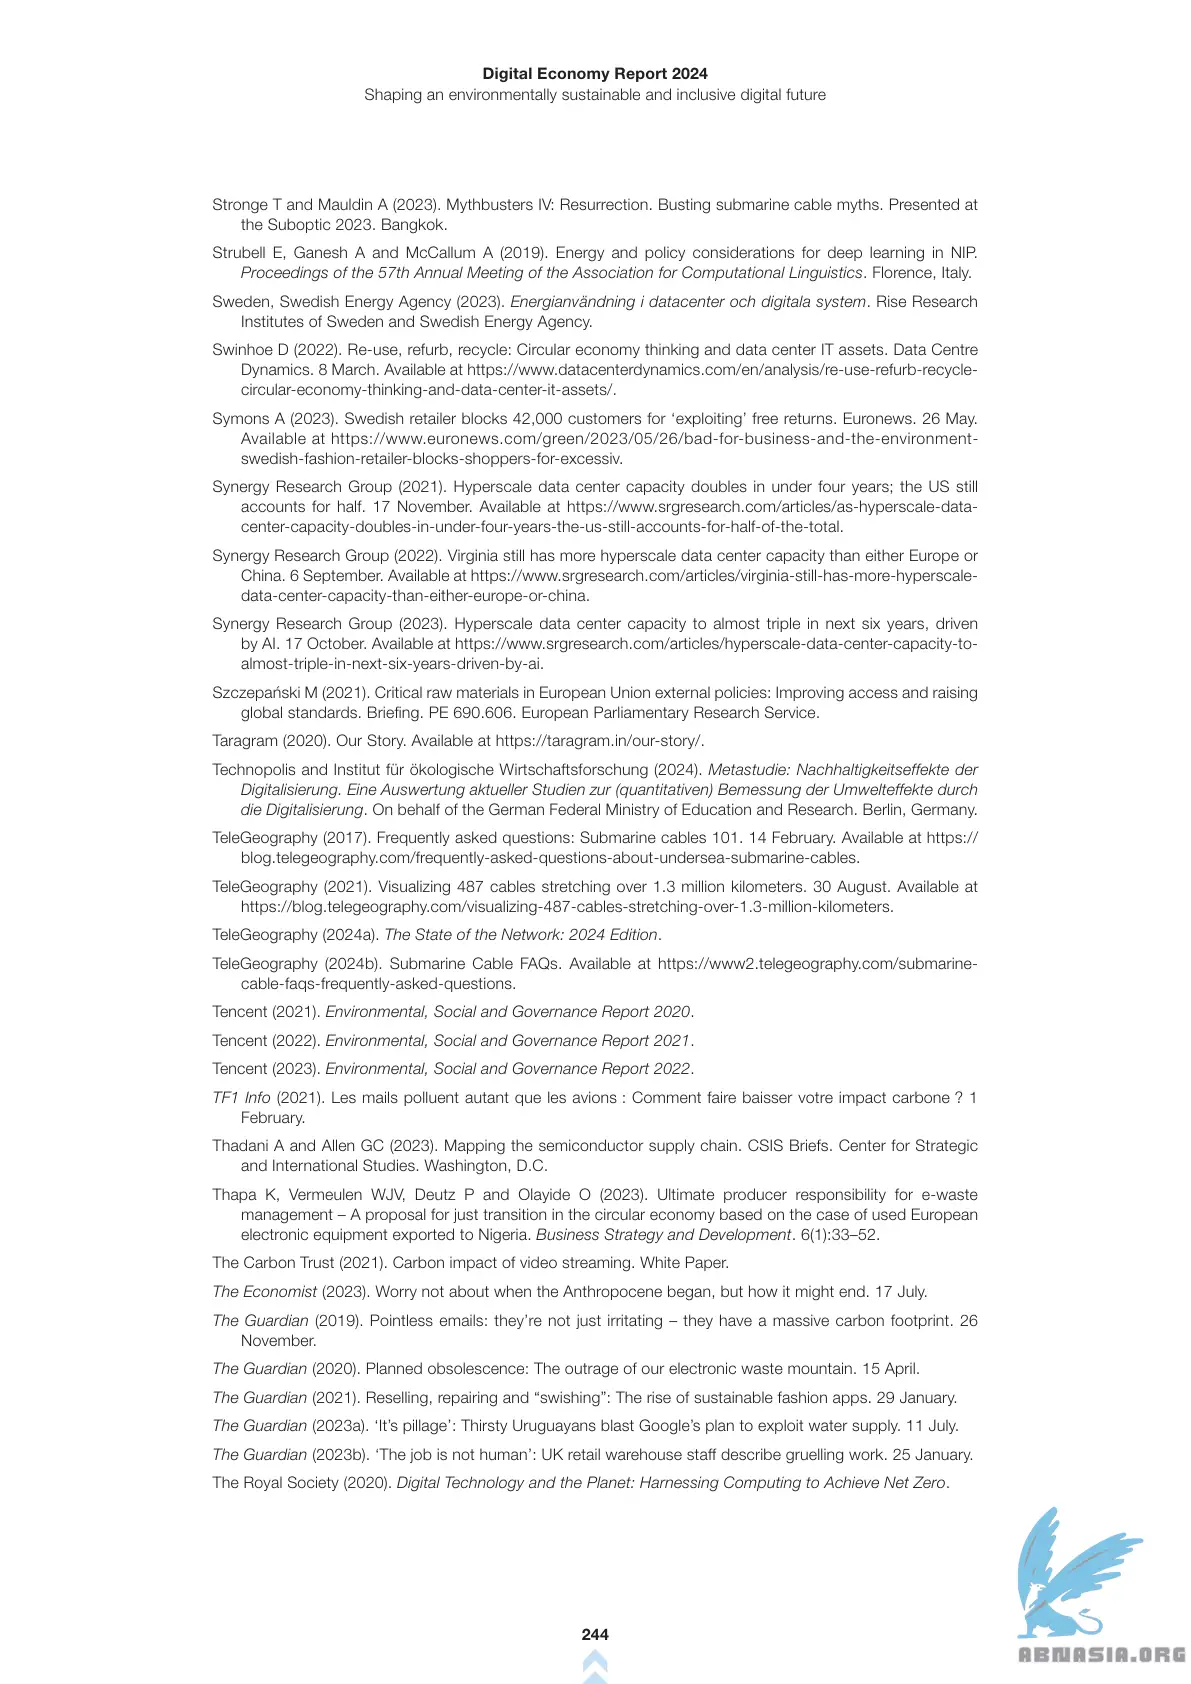 Digital Economy Report 2024
Shaping an environmentally sustainable and inclusive digital future
Stronge T and Mauldin A (2023). Mythbusters IV: Resurrection. Busting submarine cable myths. Presented at
the Suboptic 2023. Bangkok.
Strubell E, Ganesh A and McCallum A (2019). Energy and policy considerations for deep learning in NIP.
Proceedings of the 57th Annual Meeting of the Association for Computational Linguistics. Florence, Italy.
Sweden, Swedish Energy Agency (2023). Energianvändning i datacenter och digitala system. Rise Research
Institutes of Sweden and Swedish Energy Agency.
Swinhoe D (2022). Re-use, refurb, recycle: Circular economy thinking and data center IT assets. Data Centre
Dynamics. 8 March. Available at https://www.datacenterdynamics.com/en/analysis/re-use-refurb-recycle-
circular-economy-thinking-and-data-center-it-assets/.
Symons A (2023). Swedish retailer blocks 42,000 customers for ‘exploiting’ free returns. Euronews. 26 May.
Available at https://www.euronews.com/green/2023/05/26/bad-for-business-and-the-environment-
swedish-fashion-retailer-blocks-shoppers-for-excessiv.
Synergy Research Group (2021). Hyperscale data center capacity doubles in under four years; the US still
accounts for half. 17 November. Available at https://www.srgresearch.com/articles/as-hyperscale-data-
center-capacity-doubles-in-under-four-years-the-us-still-accounts-for-half-of-the-total.
Synergy Research Group (2022). Virginia still has more hyperscale data center capacity than either Europe or
China. 6 September. Available at https://www.srgresearch.com/articles/virginia-still-has-more-hyperscale-
data-center-capacity-than-either-europe-or-china.
Synergy Research Group (2023). Hyperscale data center capacity to almost triple in next six years, driven
by AI. 17 October. Available at https://www.srgresearch.com/articles/hyperscale-data-center-capacity-to-
almost-triple-in-next-six-years-driven-by-ai.
Szczepański M (2021). Critical raw materials in European Union external policies: Improving access and raising
global standards. Briefing. PE 690.606. European Parliamentary Research Service.
Taragram (2020). Our Story. Available at https://taragram.in/our-story/.
Technopolis and Institut für ökologische Wirtschaftsforschung (2024). Metastudie: Nachhaltigkeitseffekte der
Digitalisierung. Eine Auswertung aktueller Studien zur (quantitativen) Bemessung der Umwelteffekte durch
die Digitalisierung. On behalf of the German Federal Ministry of Education and Research. Berlin, Germany.
TeleGeography (2017). Frequently asked questions: Submarine cables 101. 14 February. Available at https://
blog.telegeography.com/frequently-asked-questions-about-undersea-submarine-cables.
TeleGeography (2021). Visualizing 487 cables stretching over 1.3 million kilometers. 30 August. Available at
https://blog.telegeography.com/visualizing-487-cables-stretching-over-1.3-million-kilometers.
TeleGeography (2024a). The State of the Network: 2024 Edition.
TeleGeography (2024b). Submarine Cable FAQs. Available at https://www2.telegeography.com/submarine-
cable-faqs-frequently-asked-questions.
Tencent (2021). Environmental, Social and Governance Report 2020.
Tencent (2022). Environmental, Social and Governance Report 2021.
Tencent (2023). Environmental, Social and Governance Report 2022.
TF1 Info (2021). Les mails polluent autant que les avions : Comment faire baisser votre impact carbone ? 1
February.
Thadani A and Allen GC (2023). Mapping the semiconductor supply chain. CSIS Briefs. Center for Strategic
and International Studies. Washington, D.C.
Thapa K, Vermeulen WJV, Deutz P and Olayide O (2023). Ultimate producer responsibility for e-waste
management – A proposal for just transition in the circular economy based on the case of used European
electronic equipment exported to Nigeria. Business Strategy and Development. 6(1):33–52.
The Carbon Trust (2021). Carbon impact of video streaming. White Paper.
The Economist (2023). Worry not about when the Anthropocene began, but how it might end. 17 July.
The Guardian (2019). Pointless emails: they’re not just irritating – they have a massive carbon footprint. 26
November.
The Guardian (2020). Planned obsolescence: The outrage of our electronic waste mountain. 15 April.
The Guardian (2021). Reselling, repairing and “swishing”: The rise of sustainable fashion apps. 29 January.
The Guardian (2023a). ‘It’s pillage’: Thirsty Uruguayans blast Google’s plan to exploit water supply. 11 July.
The Guardian (2023b). ‘The job is not human’: UK retail warehouse staff describe gruelling work. 25 January.
The Royal Society (2020). Digital Technology and the Planet: Harnessing Computing to Achieve Net Zero.
244
ABNASIA.ORG